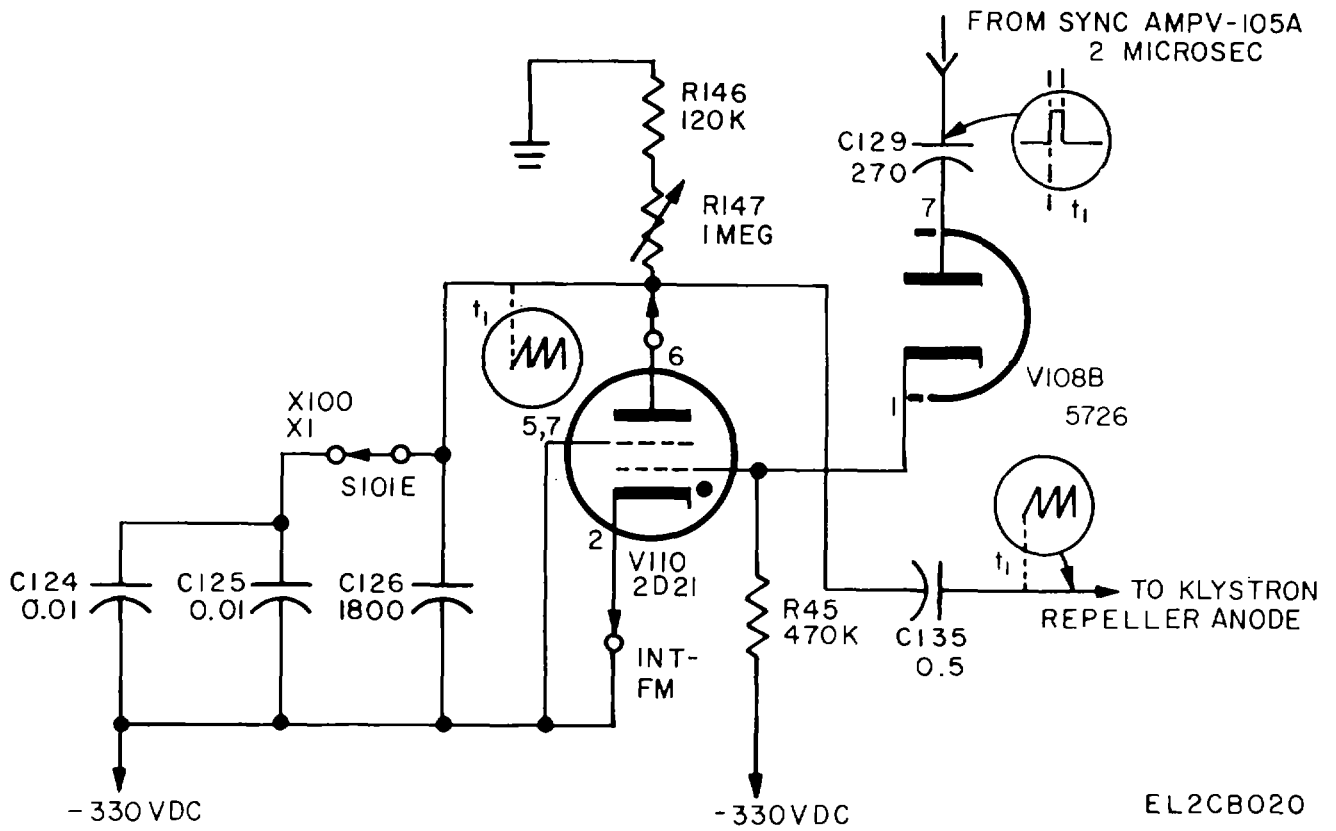 FROM SYNC AMPV-105A
2 MICROSEC
R146
120K
C129
270
R147
1MEG
7
t1
t1
6
V108B
5726
1
X100
X1
5,7
S101E
2
V110
2D21
C124
0.01
C125
0.01
C126
1800
R45
470K
t1
C135
0.5
TO KLYSTRON
REPELLER ANODE
INT-
FM
-330VDC
-330VDC
EL2CB020